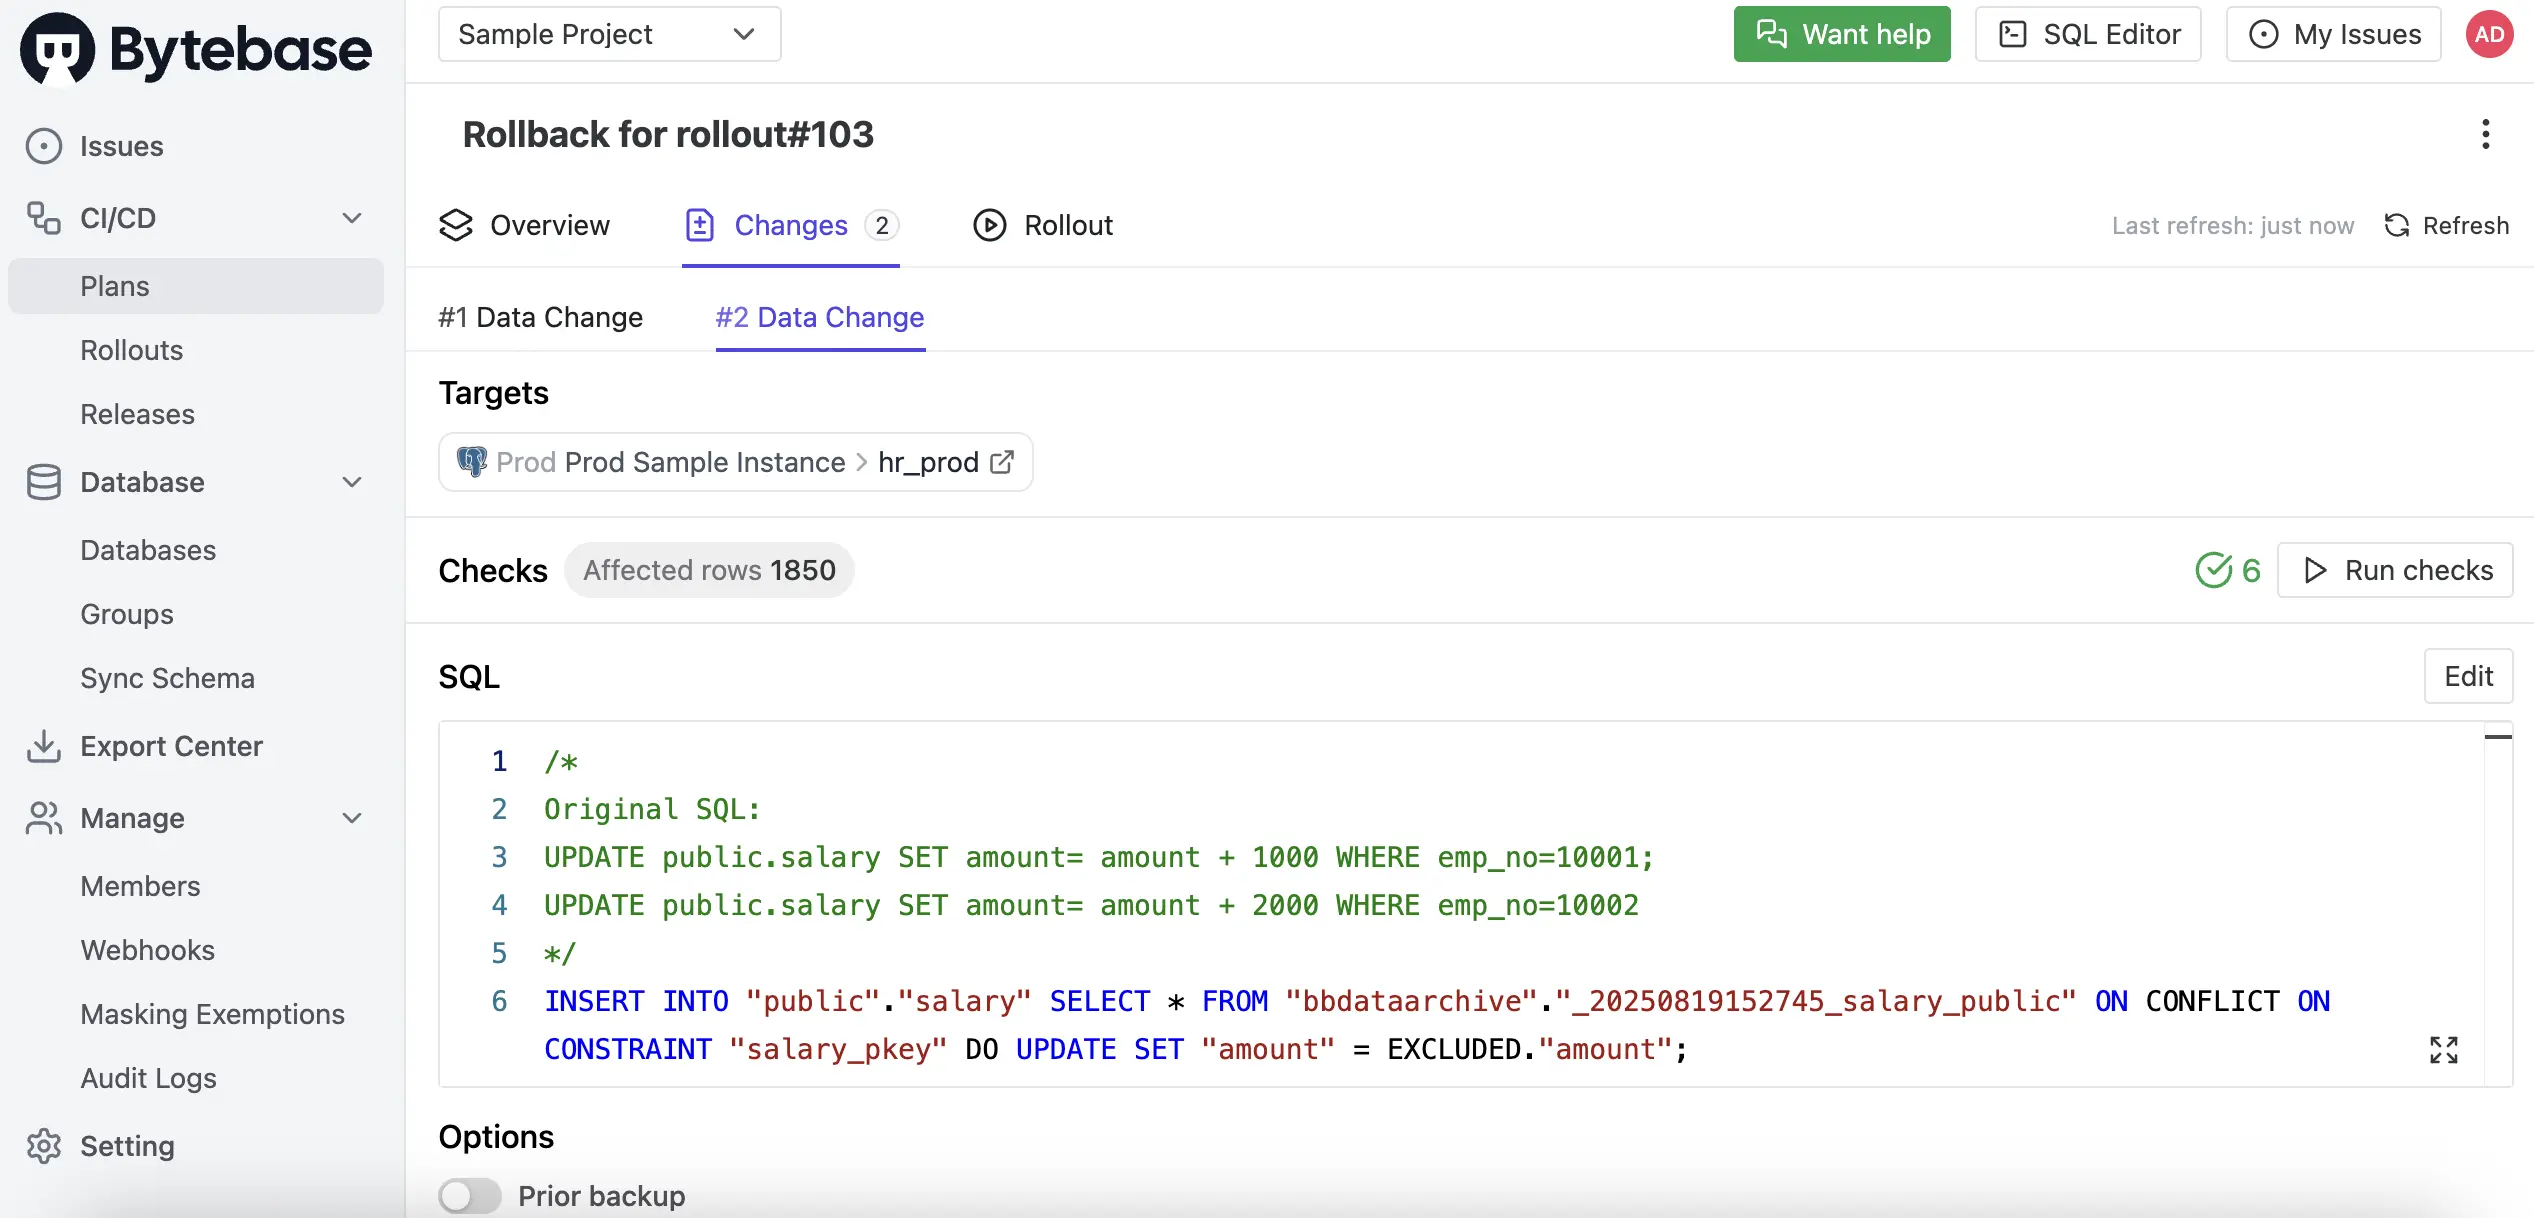 Bytebase
Sample Project
Want help
SQL Editor
My Issues
AD
Issues
CI/CD
Plans
Rollouts
Releases
Database
Databases
Groups
Sync Schema
Export Center
Manage
Members
Webhooks
Masking Exemptions
Audit Logs
Setting
Rollback for rollout#103
Overview
Changes 2
Rollout
Last refresh: just now
Refresh
#1 Data Change
#2 Data Change
Targets
Prod Prod Sample Instance > hr_prod
Checks
Affected rows 1850
6
Run checks
SQL
Edit
1 /*
2 Original SQL:
3 UPDATE public.salary SET amount= amount + 1000 WHERE emp_no=10001;
4 UPDATE public.salary SET amount= amount + 2000 WHERE emp_no=10002
5 */
6 INSERT INTO "public"."salary" SELECT * FROM "bbdataarchive"."_20250819152745_salary_public" ON CONFLICT ON
CONSTRAINT "salary_pkey" DO UPDATE SET "amount" = EXCLUDED."amount";
Options
Prior backup